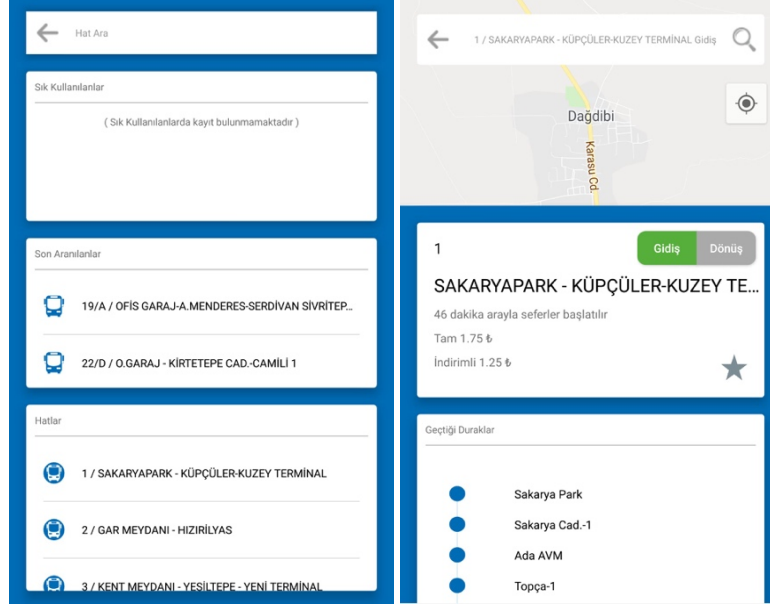 Hat Ara
Sık Kullanılanlar
( Sık Kullanılanlarda kayıt bulunmamaktadır )
Son Aranılanlar
19/A / OFİS GARAJ-A.MENDERES-SERDİVAN SİVRİTEP...
22/D / O.GARAJ - KİRTETEPE CAD.-CAMİLİ 1
Hatlar
1 / SAKARYAPARK - KÜPÇÜLER-KUZEY TERMİNAL
2 / GAR MEYDANI - HIZIRİLYAS
3 / KENT MEYDANI - YEŞİLTEPE - YENİ TERMİNAL
1 / SAKARYAPARK - KÜPÇÜLER-KUZEY TERMİNAL Gidiş
Dağdibi
Karasu Cd.
1
Gidiş Dönüş
SAKARYAPARK - KÜPÇÜLER-KUZEY TE...
46 dakika arayla seferler başlatılır
Tam 1.75 ₺
İndirimli 1.25 ₺
Geçtiği Duraklar
Sakarya Park
Sakarya Cad.-1
Ada AVM
Topça-1